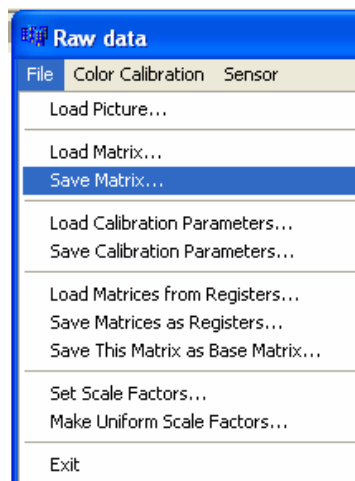 Raw data
File Color Calibration Sensor
Load Picture...
Load Matrix...
Save Matrix...
Load Calibration Parameters...
Save Calibration Parameters...
Load Matrices from Registers...
Save Matrices as Registers...
Save This Matrix as Base Matrix...
Set Scale Factors...
Make Uniform Scale Factors...
Exit